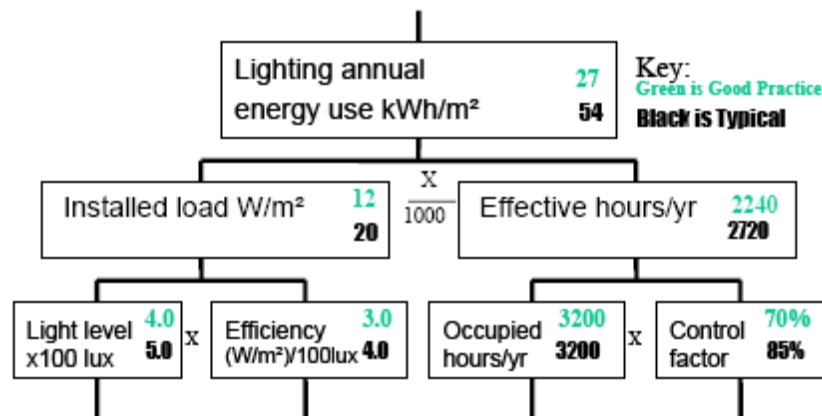 Lighting annual
energy use kWh/m²
27
54
Key:
Green is Good Practice
Black is Typical
Installed load W/m²
12
20
X
1000
Effective hours/yr
2240
2720
Light level
x100 lux
4.0
5.0
x
Efficiency
(W/m²)/100lux
3.0
4.0
Occupied
hours/yr
3200
3200
x
Control
factor
70%
85%